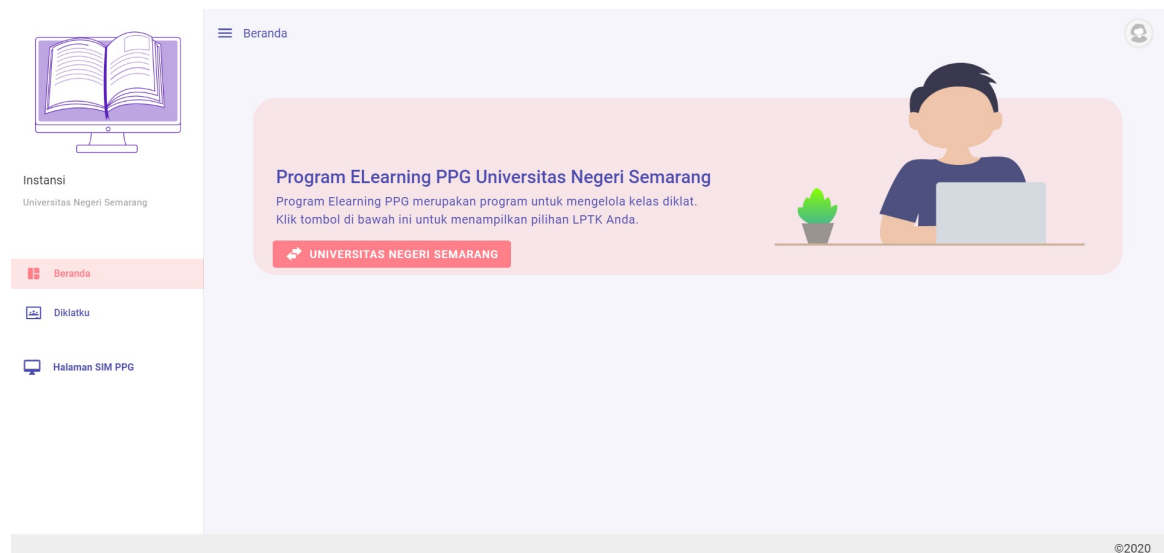 Beranda
Instansi
Universitas Negeri Semarang
Beranda
Diklatku
Halaman SIM PPG
Program ELearning PPG Universitas Negeri Semarang
Program Elearning PPG merupakan program untuk mengelola kelas diklat.
Klik tombol di bawah ini untuk menampilkan pilihan LPTK Anda.
UNIVERSITAS NEGERI SEMARANG
©2020